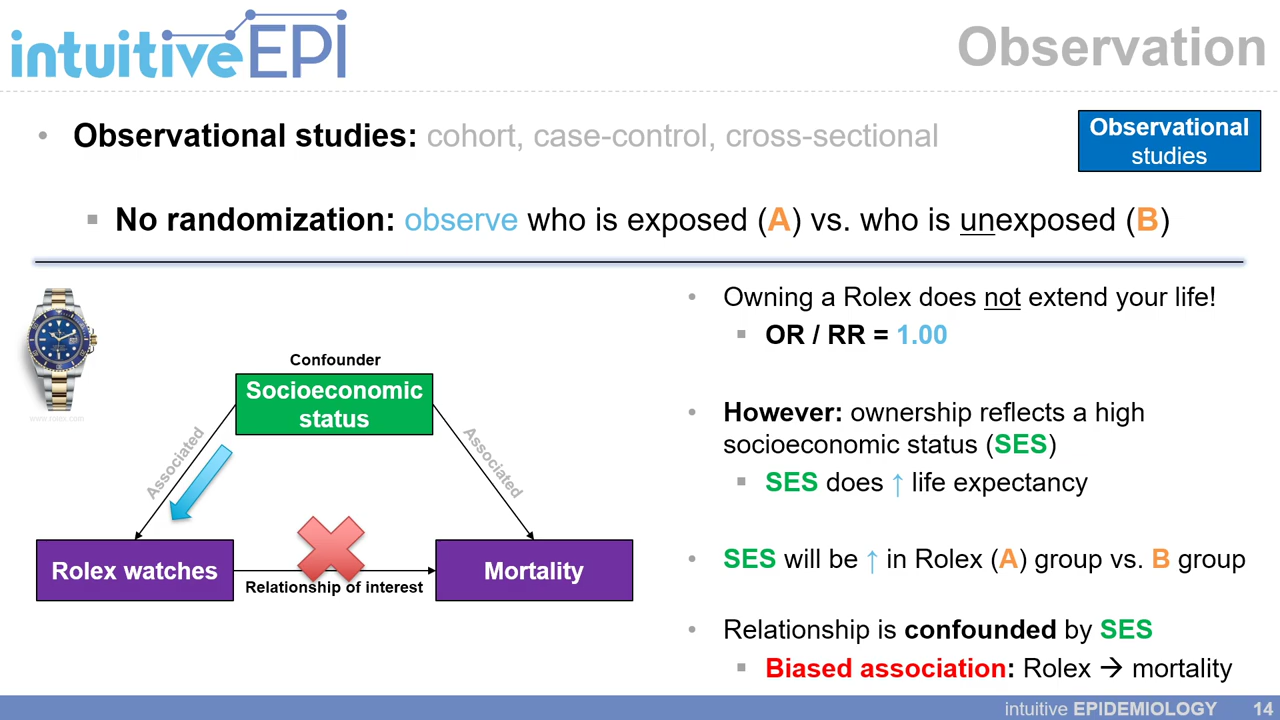 intuitiveEPI
Observation
• Observational studies: cohort, case-control, cross-sectional
Observational
studies
▪ No randomization: observe who is exposed (A) vs. who is unexposed (B)
www.rolex.com
Confounder
Socioeconomic
status
Associated
Associated
Rolex watches
Relationship of interest
Mortality
• Owning a Rolex does not extend your life!
▪ OR / RR = 1.00
• However: ownership reflects a high
socioeconomic status (SES)
▪ SES does ↑ life expectancy
• SES will be ↑ in Rolex (A) group vs. B group
• Relationship is confounded by SES
▪ Biased association: Rolex → mortality
intuitive EPIDEMIOLOGY 14